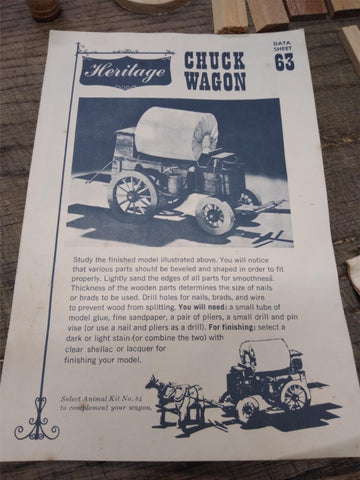 Heritage
CHUCK
WAGON
DATA
SHEET
63
Study the finished model illustrated above. You will notice
that various parts should be beveled and shaped in order to fit
properly. Lightly sand the edges of all parts for smoothness.
Thickness of the wooden parts determines the size of nails
or brads to be used. Drill holes for nails, brads, and wire
to prevent wood from splitting. You will need: a small tube of
model glue, fine sandpaper, a pair of pliers, a small drill and pin
vise (or use a nail and pliers as a drill). For finishing: select a
dark or light stain (or combine the two) with
clear shellac or lacquer for
finishing your model.
Select Animal Kit No. 84
to complement your wagon.